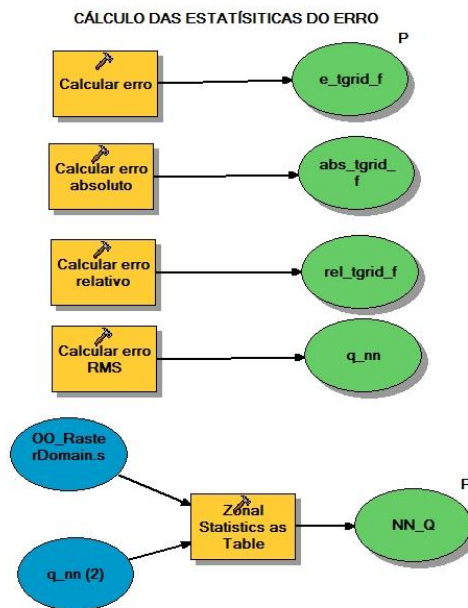 CÁLCULO DAS ESTATÍSITICAS DO ERRO
P
Calcular erro
e_tgrid_f
Calcular erro
absoluto
abs_tgrid_
f
Calcular erro
relativo
rel_tgrid_f
Calcular erro
RMS
q_nn
OO_Raste
rDomain.s
P
Zonal
Statistics as
Table
NN_Q
q_nn (2)